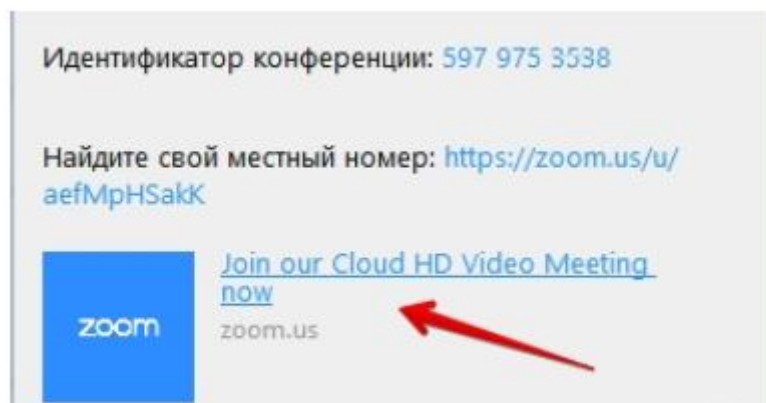 Идентификатор конференции: 597 975 3538
Найдите свой местный номер: https://zoom.us/u/
aefMpHSakK
Join our Cloud HD Video Meeting
now
zoom
zoom.us